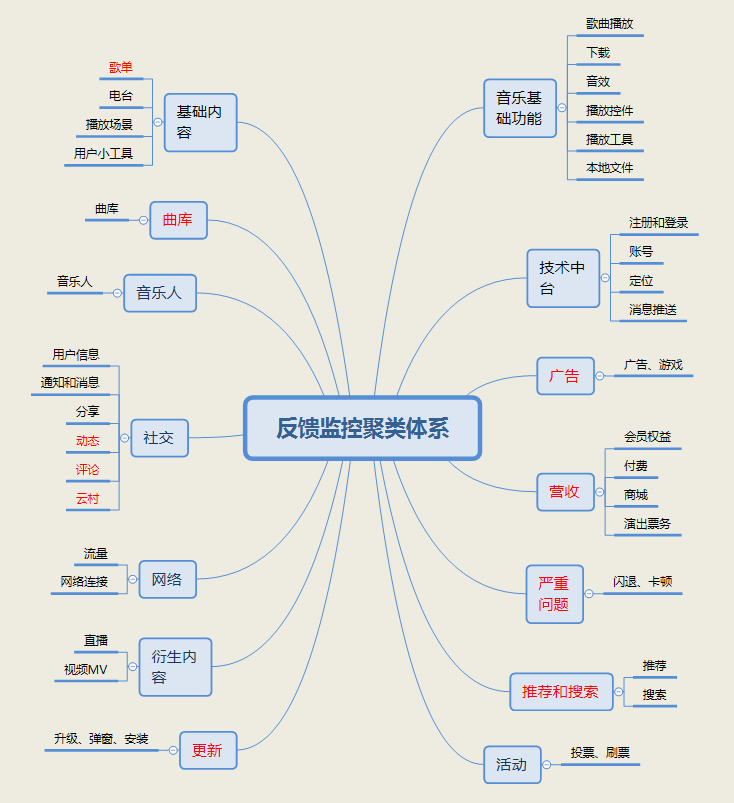 反馈监控聚类体系
音乐基
础功能
歌曲播放
下载
音效
播放控件
播放工具
本地文件
技术中
台
注册和登录
账号
定位
消息推送
广告
广告、游戏
营收
会员权益
付费
商城
演出票务
严重
问题
闪退、卡顿
推荐和搜索
推荐
搜索
活动
投票、刷票
基础内
容
歌单
电台
播放场景
用户小工具
曲库
曲库
音乐人
音乐人
社交
用户信息
通知和消息
分享
动态
评论
云村
网络
流量
网络连接
衍生内
容
直播
视频MV
更新
升级、弹窗、安装